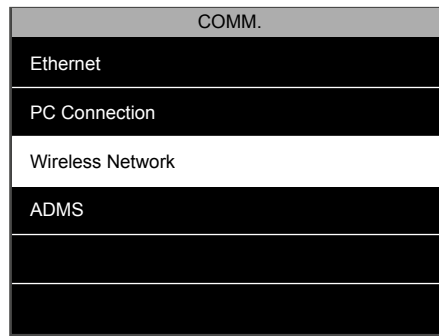 COMM.
Ethernet
PC Connection
Wireless Network
ADMS